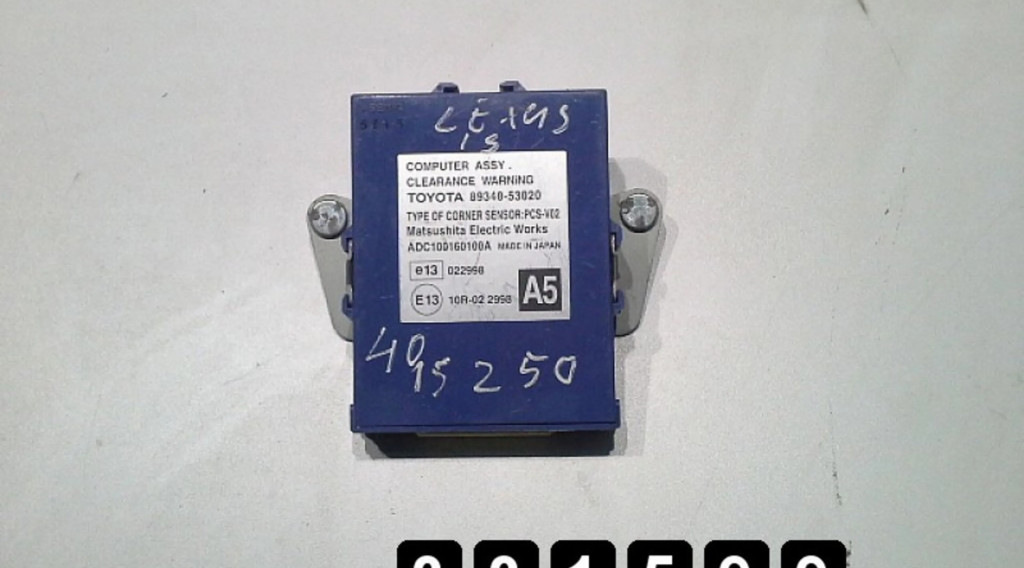 LEXUS
IS
COMPUTER ASSY.
CLEARANCE WARNING
TOYOTA 89340-53020
TYPE OF CORNER SENSOR:PCS-V02
Matsushita Electric Works
ADC100160100A MADE IN JAPAN
e13 022998
E13 10R-02 2998 A5
40 15 250